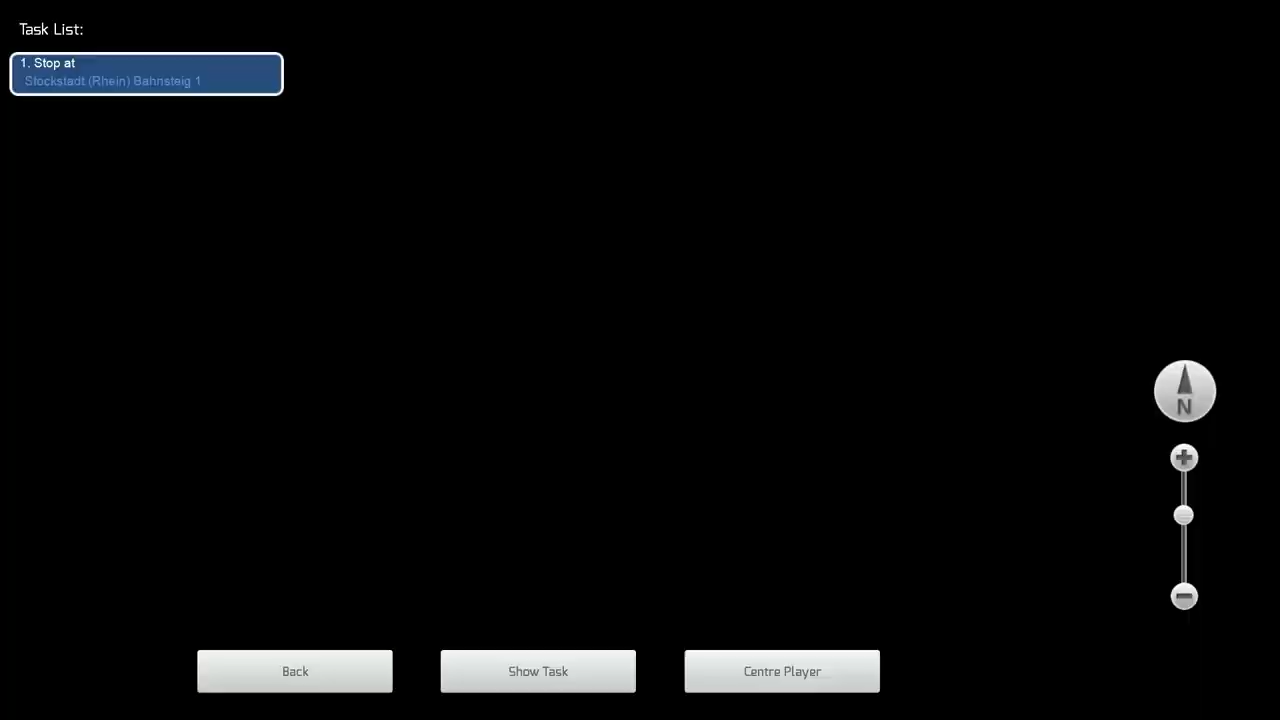 Task List:
1. Stop at
Stockstadt (Rhein) Bahnsteig 1
N
Back
Show Task
Centre Player